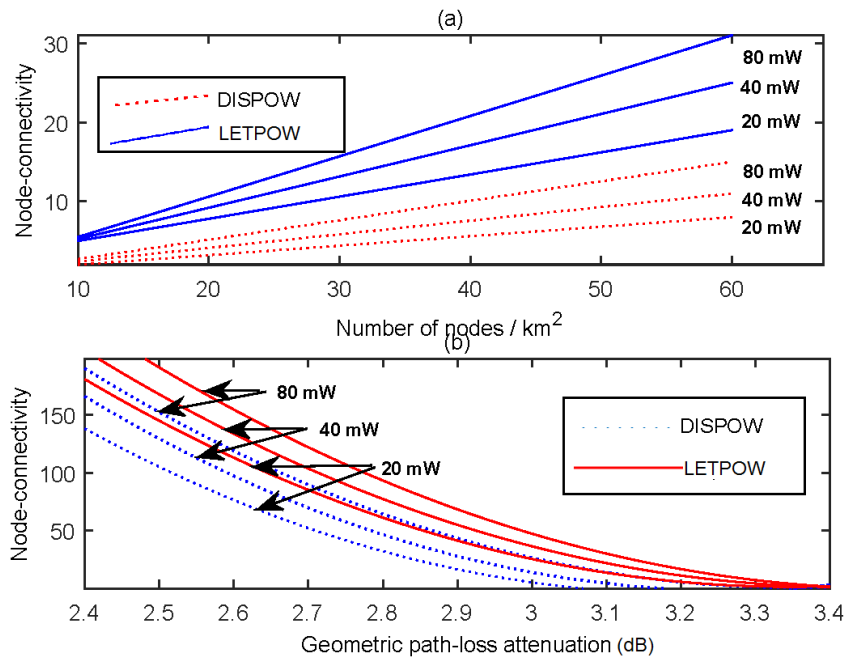 (a)
30
20
10
Node-connectivity
DISPOW
LETPOW
80 mW
40 mW
20 mW
80 mW
40 mW
20 mW
10 20 30 40 50 60
Number of nodes / km²
(b)
150
100
50
Node-connectivity
80 mW
40 mW
20 mW
DISPOW
LETPOW
2.4 2.5 2.6 2.7 2.8 2.9 3 3.1 3.2 3.3 3.4
Geometric path-loss attenuation (dB)